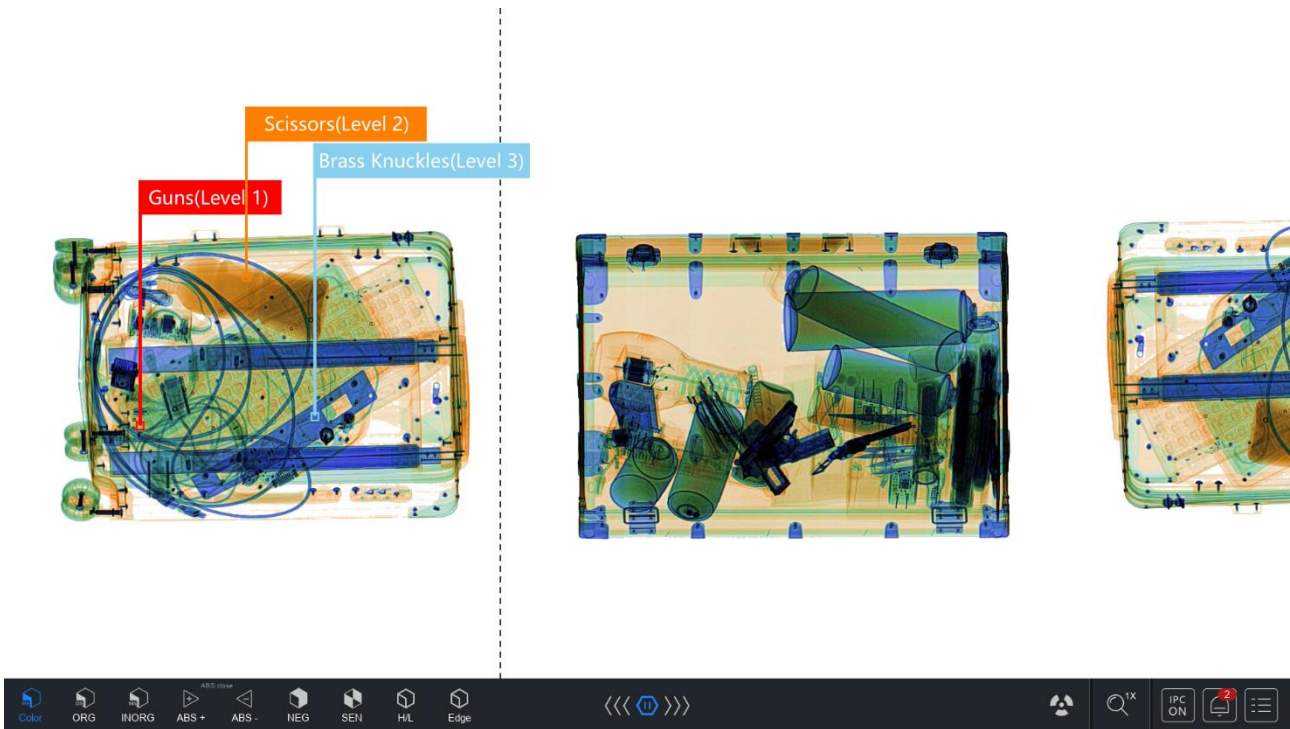 Scissors(Level 2)
Brass Knuckles(Level 3)
Guns(Level 1)
ABS close
Color
ORG
INORG
ABS +
ABS -
NEG
SEN
H/L
Edge
1X
IPC
ON
2